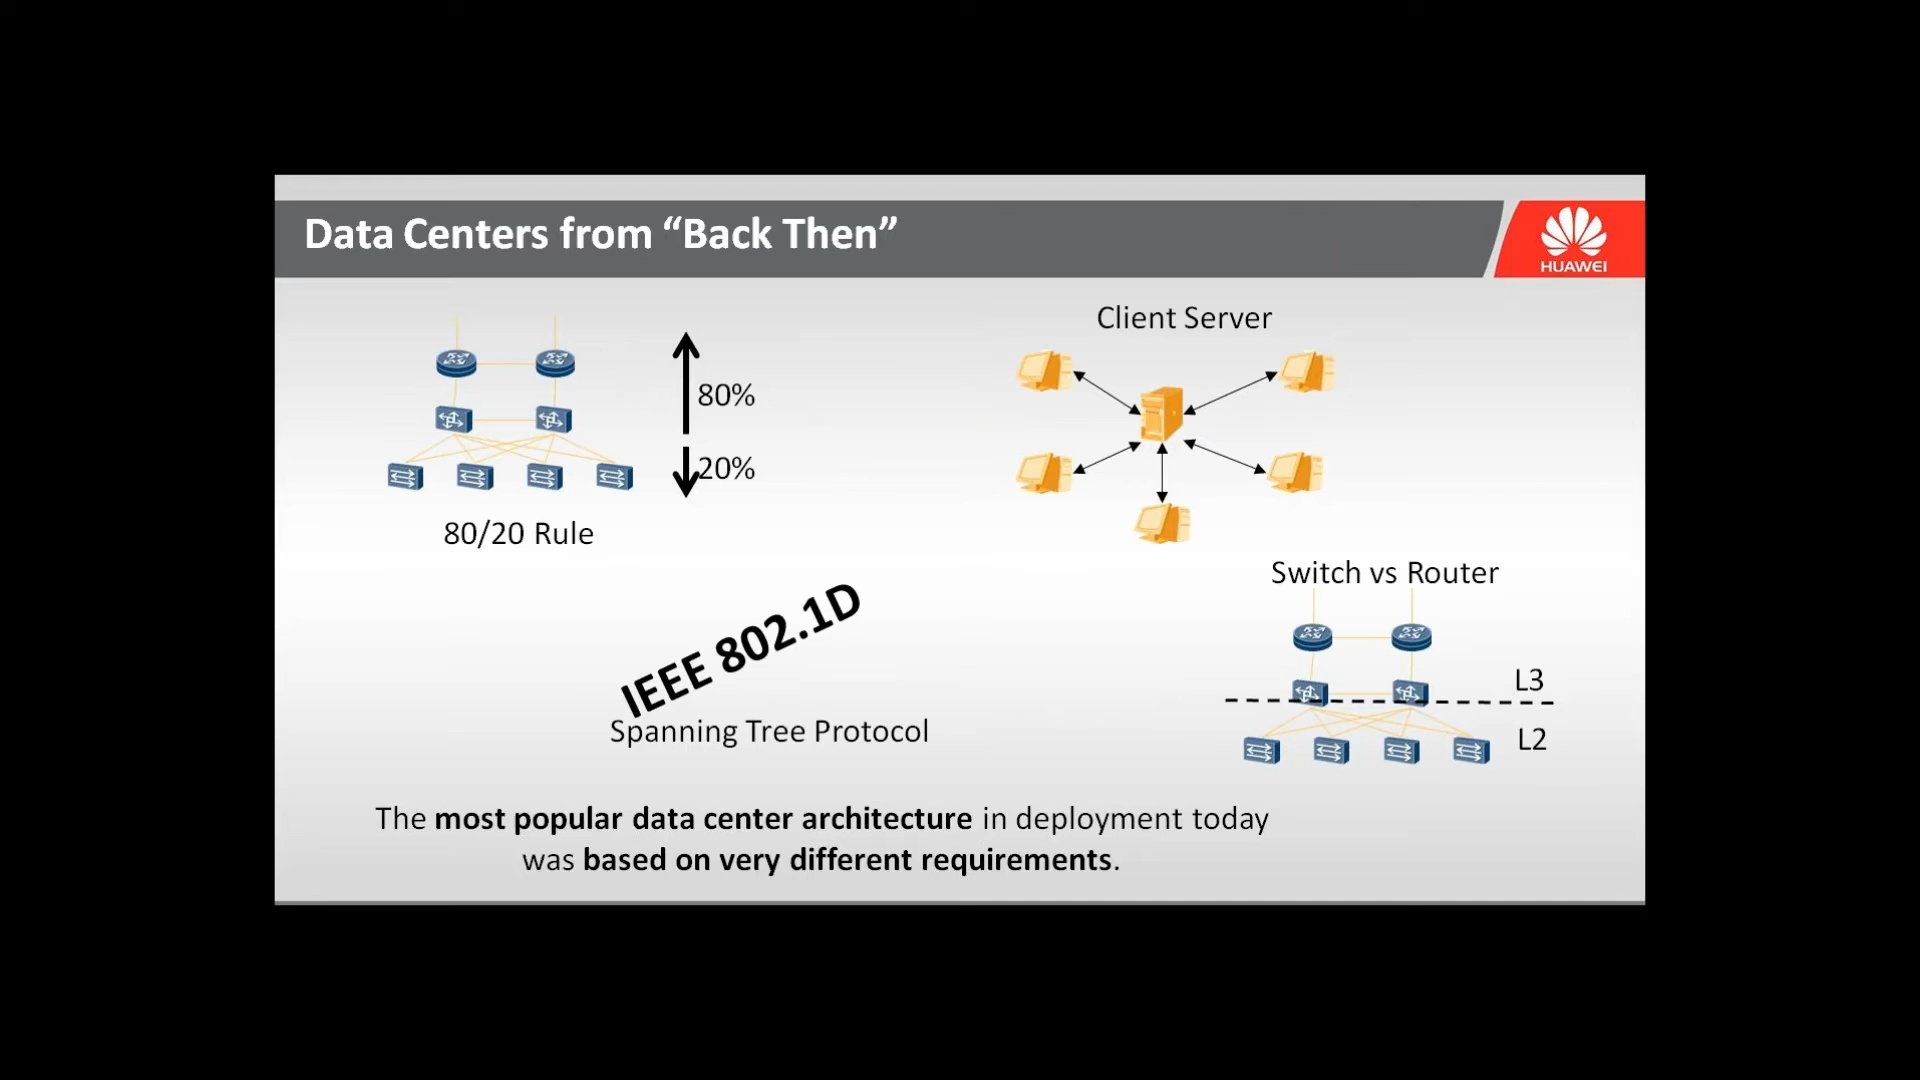 Data Centers from “Back Then”
HUAWEI
80%
20%
80/20 Rule
Client Server
Switch vs Router
L3
L2
IEEE 802.1D
Spanning Tree Protocol
The most popular data center architecture in deployment today
was based on very different requirements.